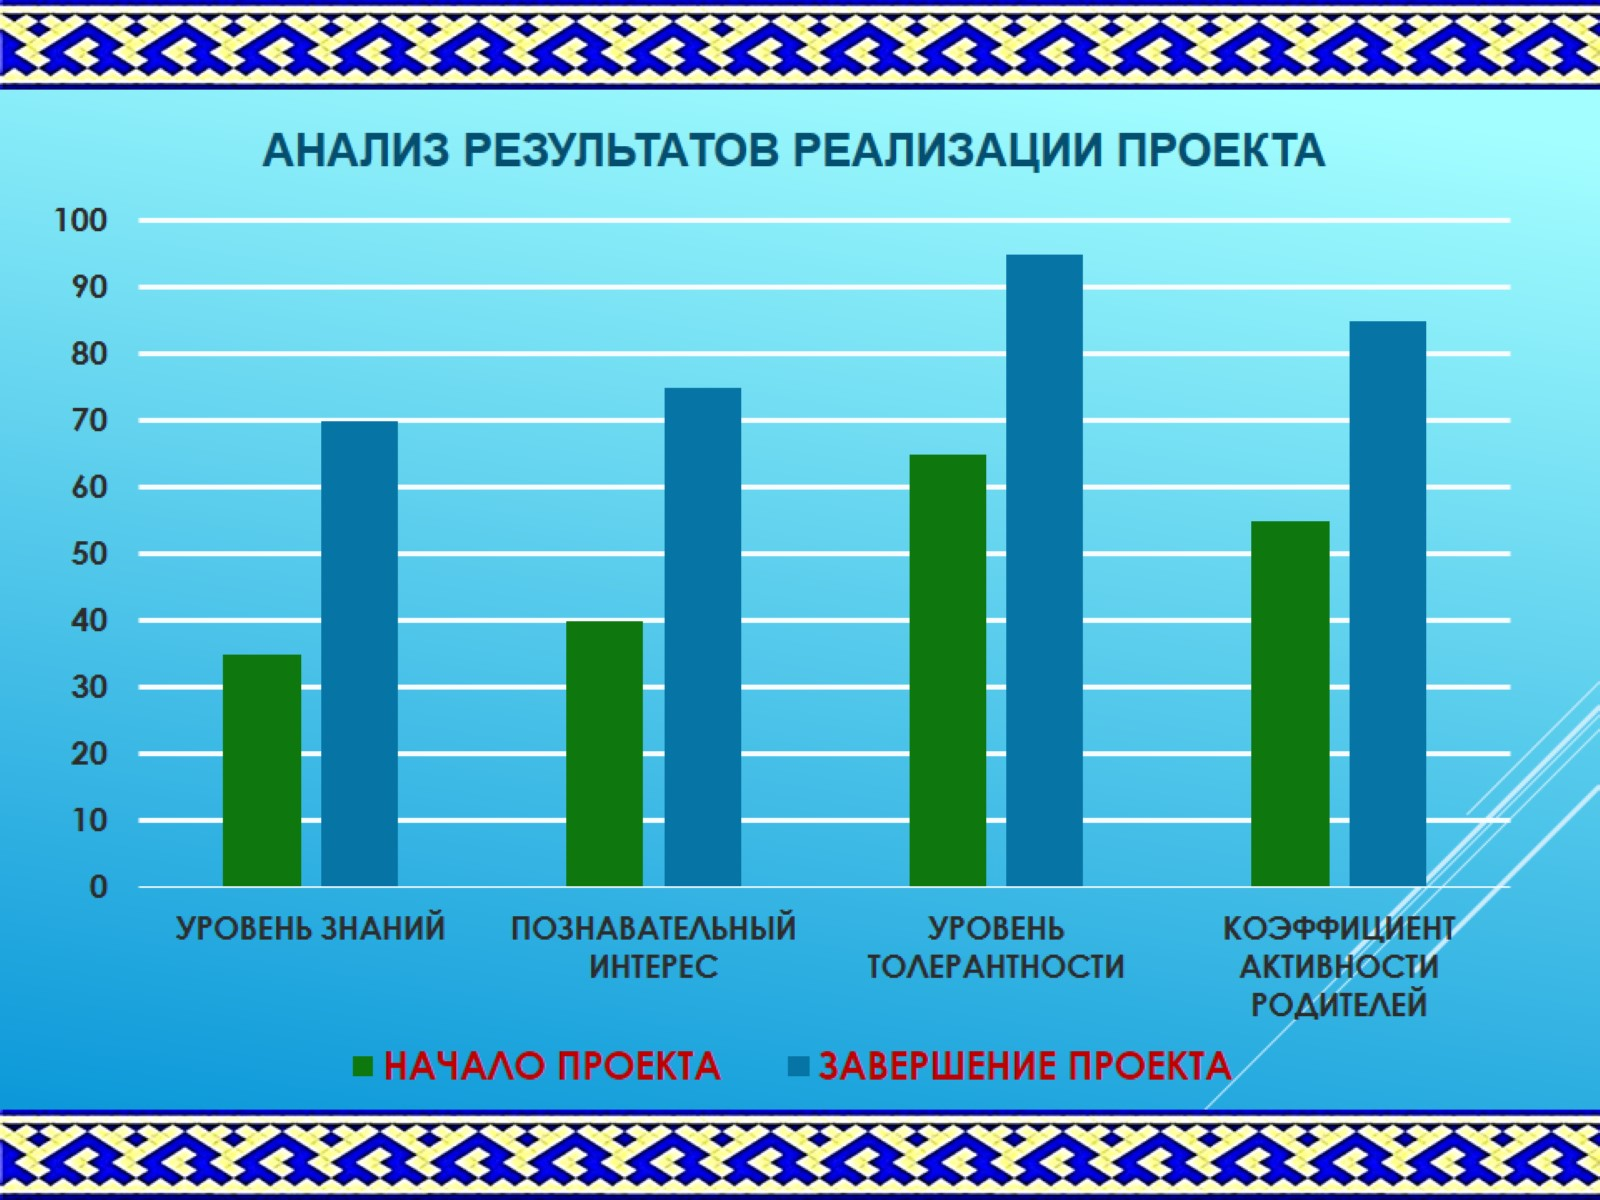 АНАЛИЗ РЕЗУЛЬТАТОВ РЕАЛИЗАЦИИ ПРОЕКТА
100
90
80
70
60
50
40
30
20
10
0
УРОВЕНЬ ЗНАНИЙ
ПОЗНАВАТЕЛЬНЫЙ
ИНТЕРЕС
УРОВЕНЬ
ТОЛЕРАНТНОСТИ
КОЭФФИЦИЕНТ
АКТИВНОСТИ
РОДИТЕЛЕЙ
НАЧАЛО ПРОЕКТА
ЗАВЕРШЕНИЕ ПРОЕКТА